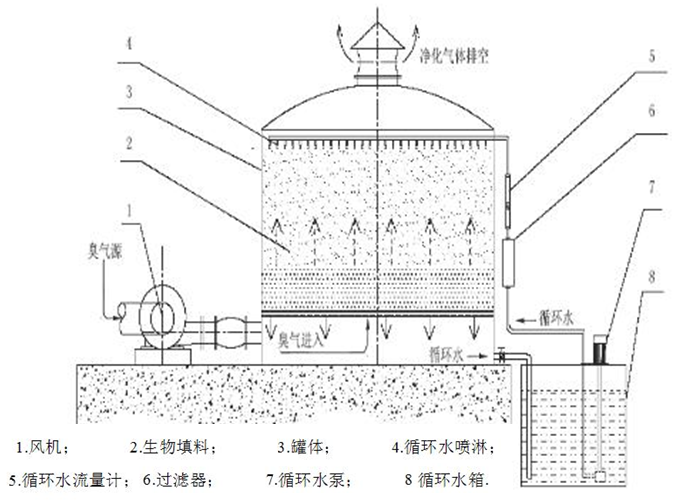 净化气体排空
4
5
3
6
2
7
1
臭气源
8
循环水
臭气进入
循环水
1.风机； 2.生物填料； 3.罐体； 4.循环水喷淋；
5.循环水流量计； 6.过滤器； 7.循环水泵； 8 循环水箱.